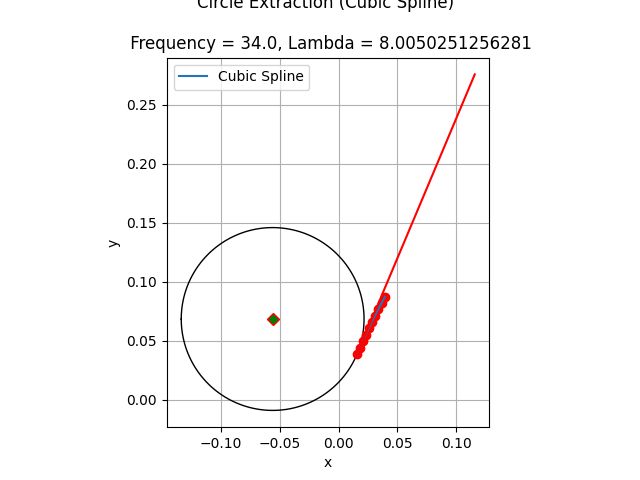 Circle Extraction (Cubic Spline)
Frequency = 34.0, Lambda = 8.0050251256281
Cubic Spline
0.25
0.20
0.15
0.10
0.05
0.00
y
−0.10 −0.05 0.00 0.05 0.10
x